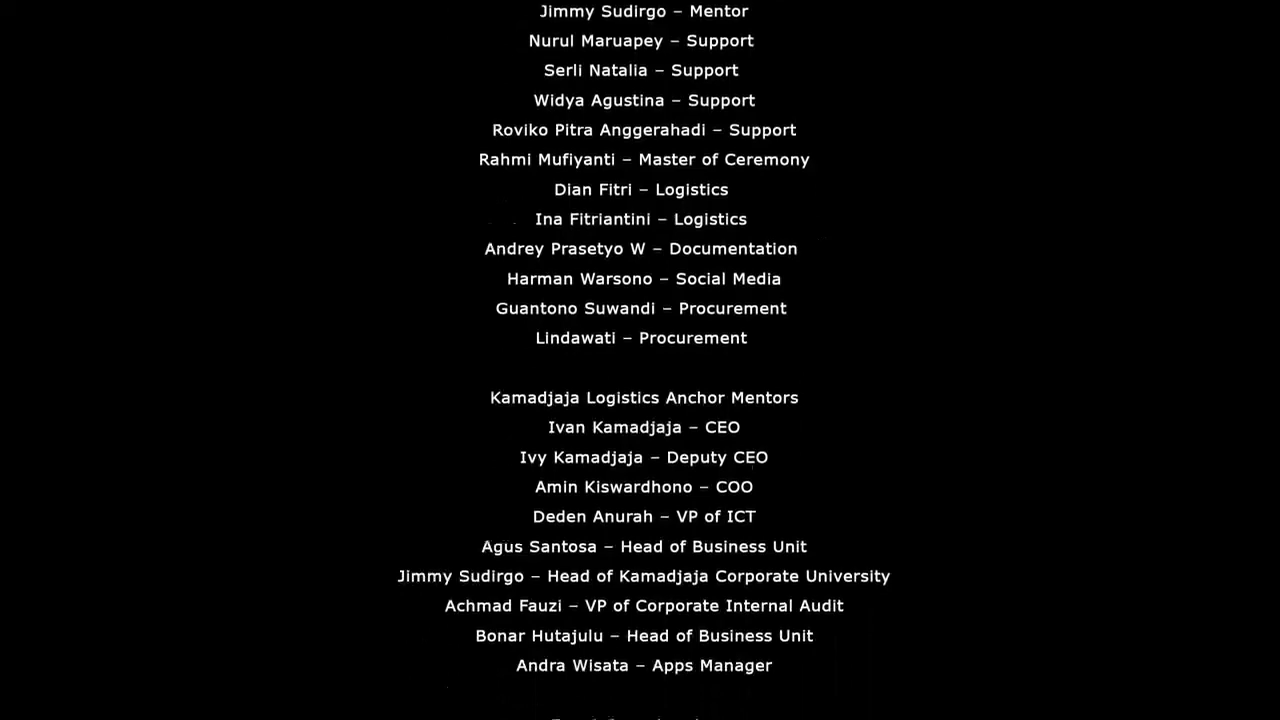 Jimmy Sudirgo – Mentor
Nurul Maruapey – Support
Serli Natalia – Support
Widya Agustina – Support
Roviko Pitra Anggerahadi – Support
Rahmi Mufiyanti – Master of Ceremony
Dian Fitri – Logistics
Ina Fitriantini – Logistics
Andrey Prasetyo W – Documentation
Harman Warsono – Social Media
Guantono Suwandi – Procurement
Lindawati – Procurement
Kamadjaja Logistics Anchor Mentors
Ivan Kamadjaja – CEO
Ivy Kamadjaja – Deputy CEO
Amin Kiswardhono – COO
Deden Anurah – VP of ICT
Agus Santosa – Head of Business Unit
Jimmy Sudirgo – Head of Kamadjaja Corporate University
Achmad Fauzi – VP of Corporate Internal Audit
Bonar Hutajulu – Head of Business Unit
Andra Wisata – Apps Manager